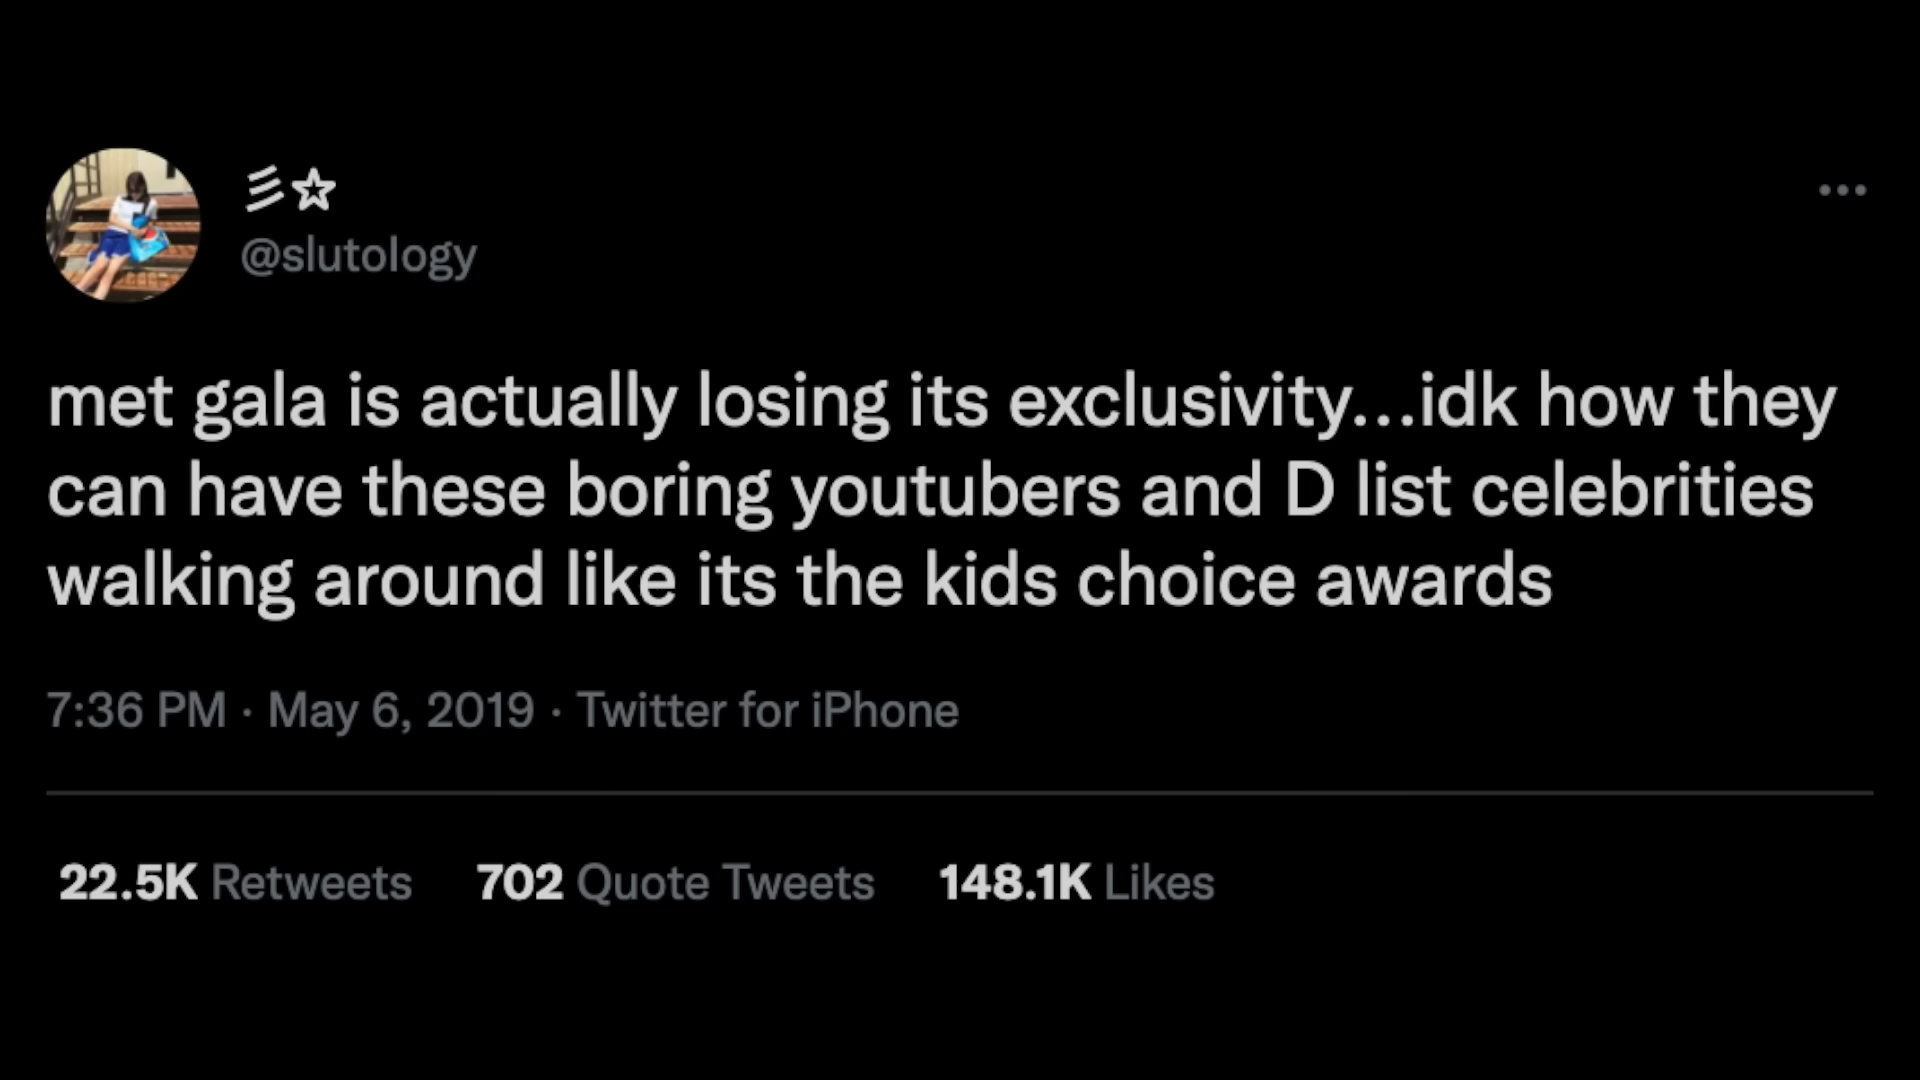 彡☆
@slutology
met gala is actually losing its exclusivity...idk how they
can have these boring youtubers and D list celebrities
walking around like its the kids choice awards
7:36 PM · May 6, 2019 · Twitter for iPhone
22.5K Retweets 702 Quote Tweets 148.1K Likes